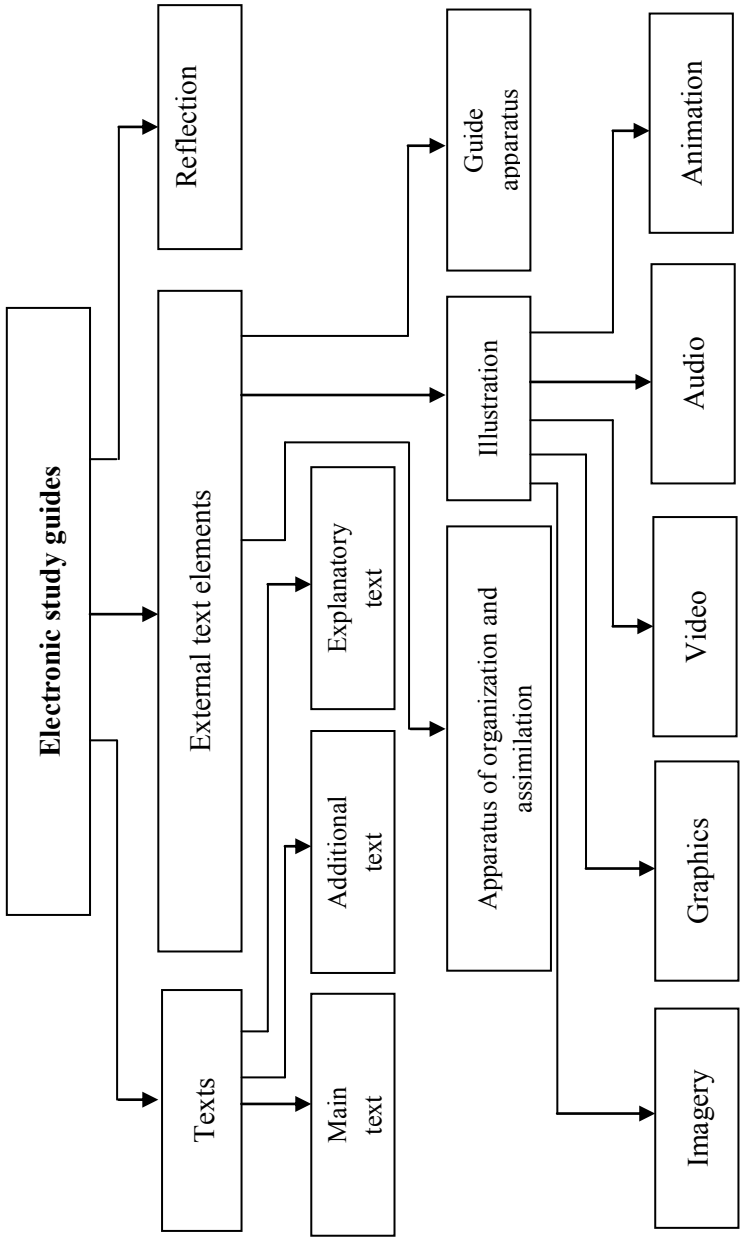 Electronic study guides
Texts
External text elements
Reflection
Main
text
Additional
text
Explanatory
text
Apparatus of organization and
assimilation
Illustration
Guide
apparatus
Imagery
Graphics
Video
Audio
Animation